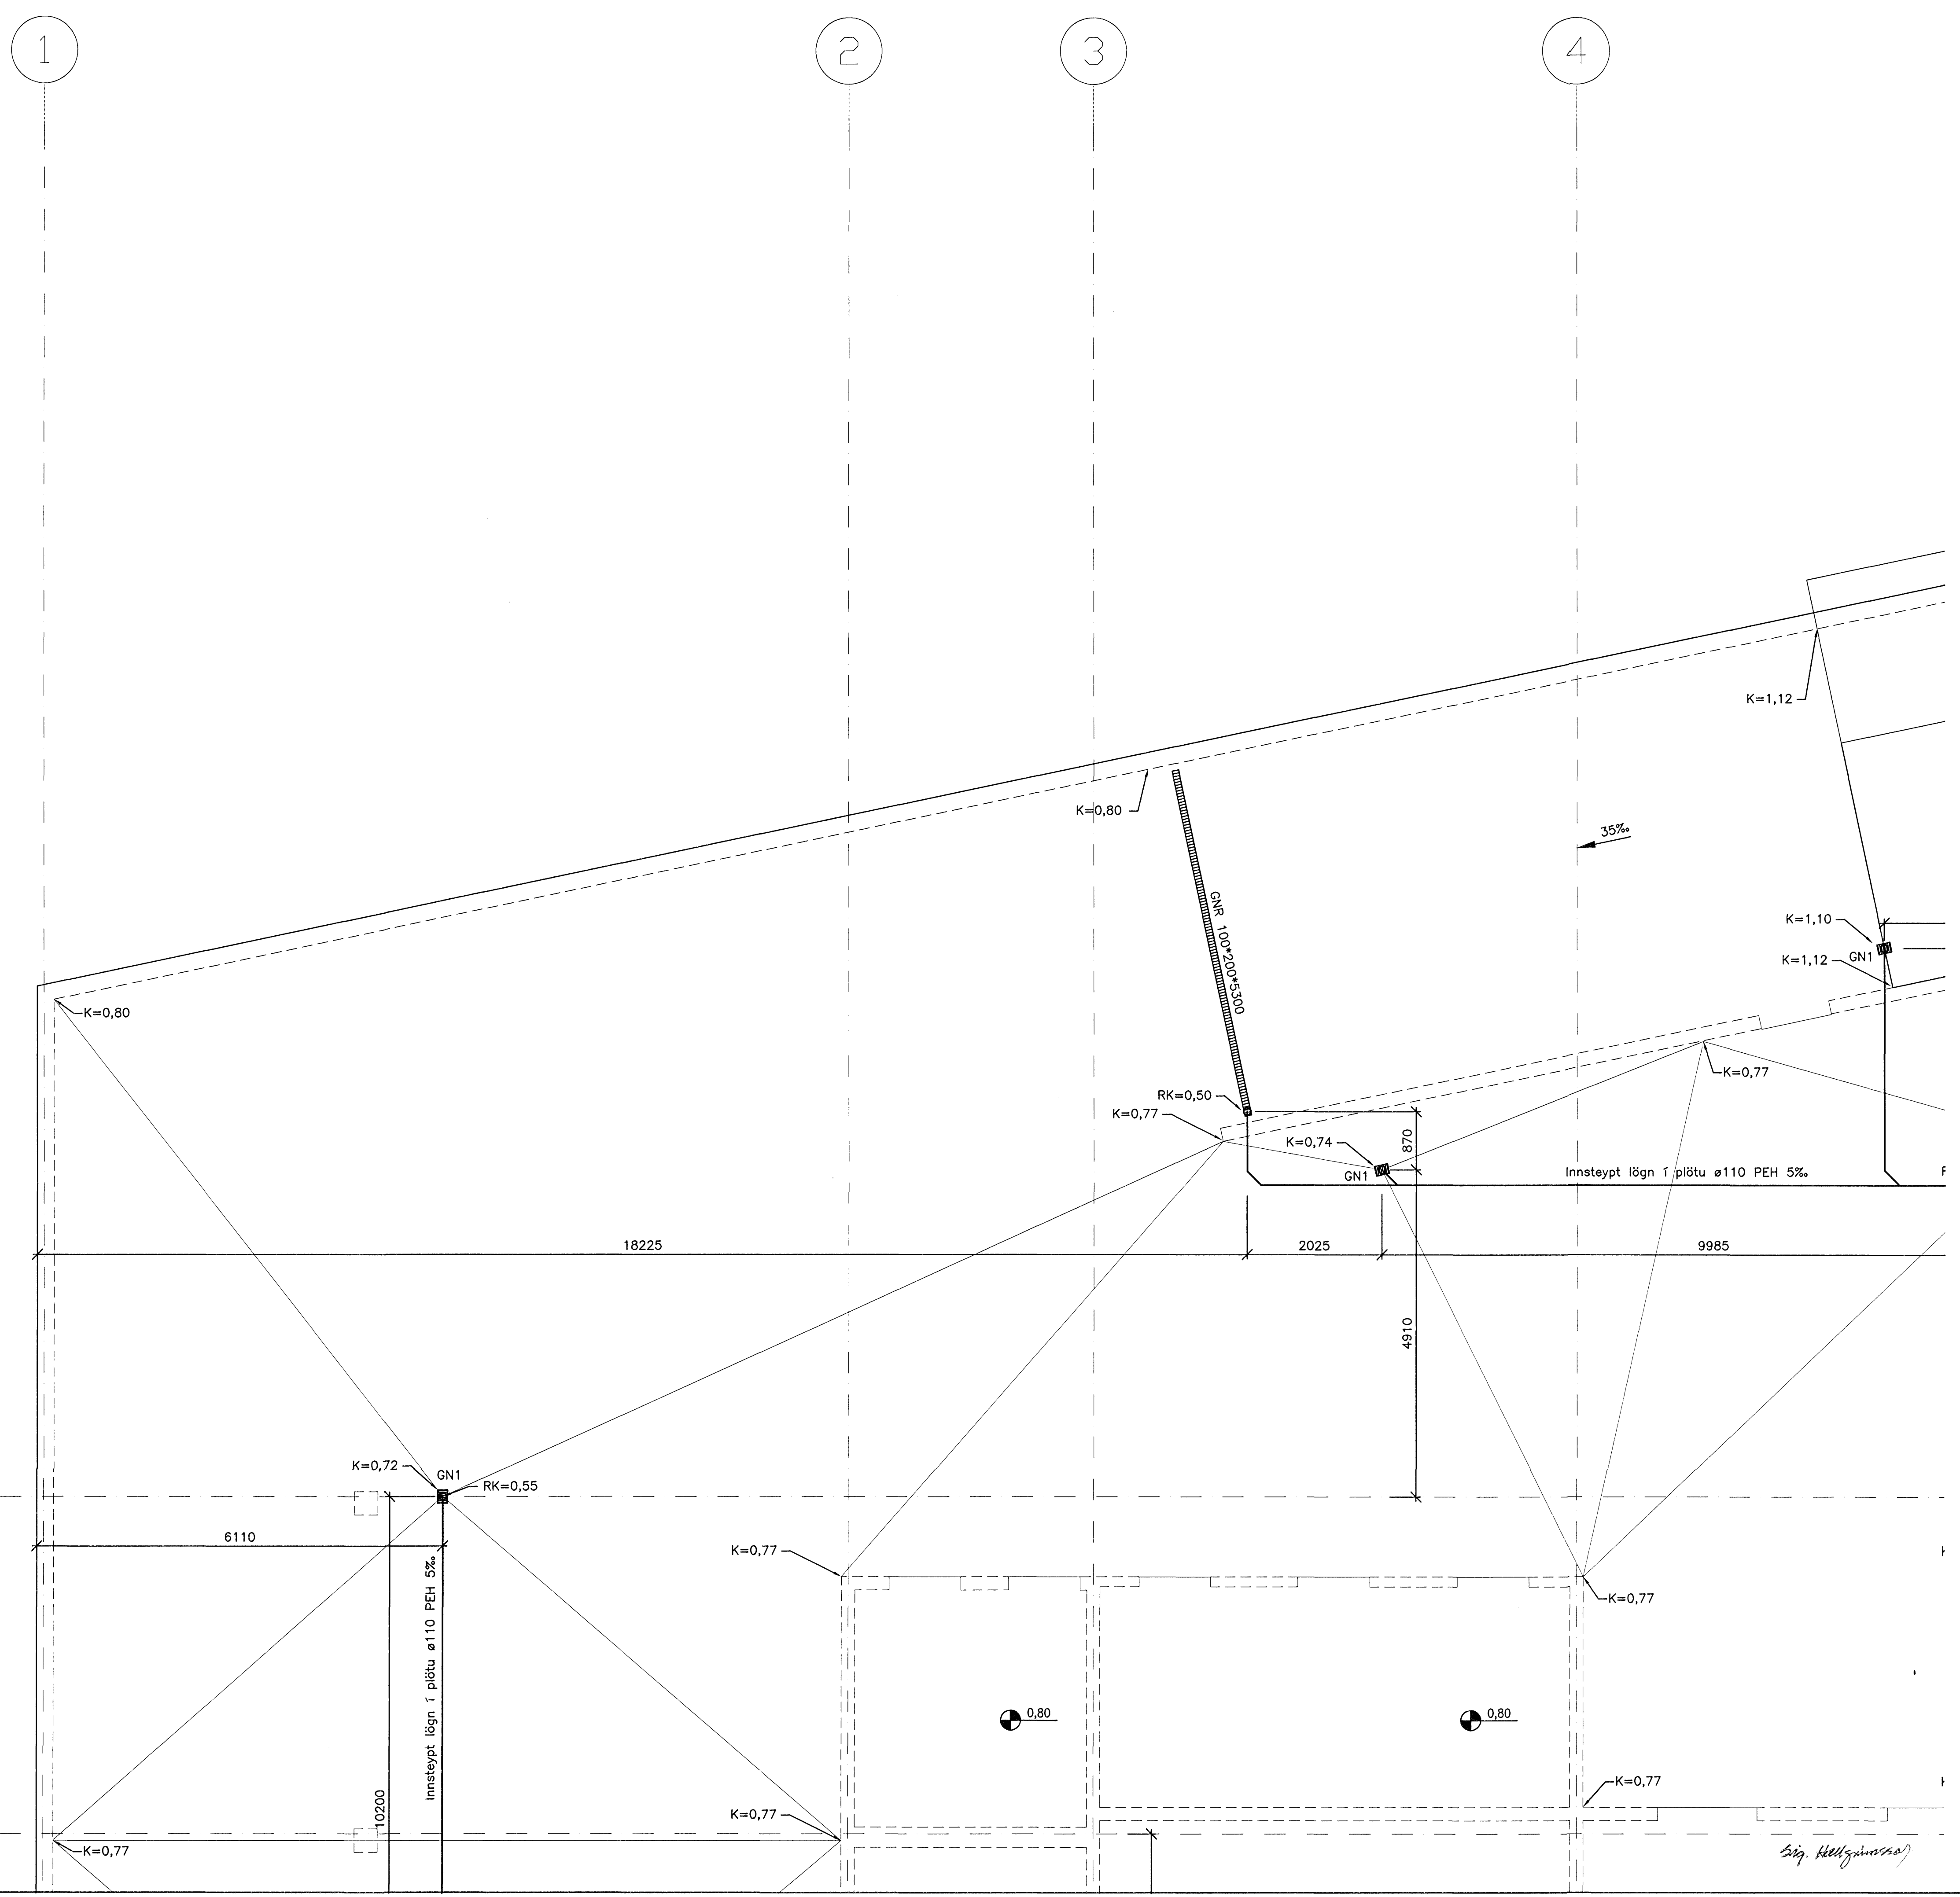 1
2
3
4
K=1,12
K=0,80
35‰
GNR 100*200*5300
K=1,10
GN1
K=1,12
K=0,80
K=0,77
RK=0,50
K=0,77
K=0,74
GN1
870
Innsteypt lögn í plötu ø110 PEH 5‰
18225
2025
9985
4910
K=0,72
GN1
RK=0,55
6110
K=0,77
K=0,77
Innsteypt lögn í plötu ø110 PEH 5‰
0,80
0,80
10200
K=0,77
K=0,77
K=0,77